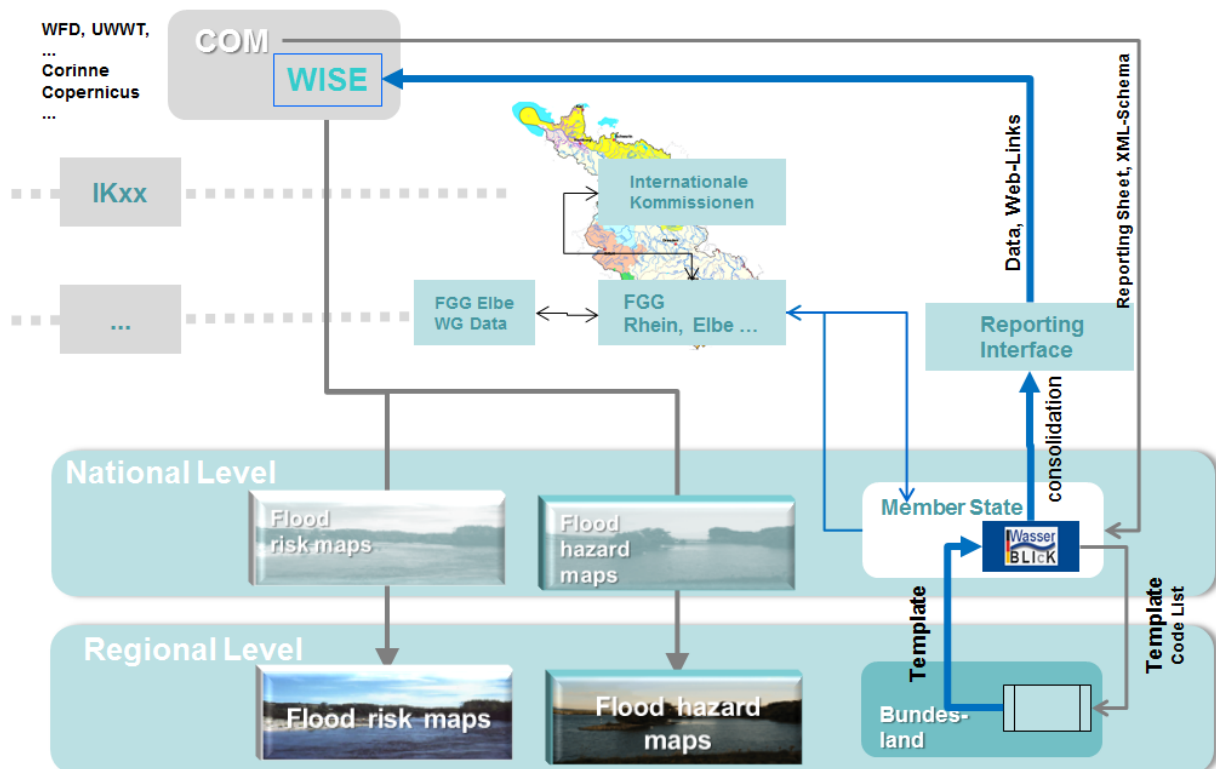 WFD, UWWT,
...
Corinne
Copernicus
...
COM
WISE
IKxx
...
Internationale
Kommissionen
FGG Elbe
WG Data
FGG
Rhein, Elbe ...
Data, Web-Links
Reporting Sheet, XML-Schema
Reporting
Interface
consolidation
National Level
Flood
risk maps
Flood
hazard
maps
Member State
Wasser
BLIcK
Template
Template
Code List
Regional Level
Flood risk maps
Flood hazard
maps
Bundes-
land